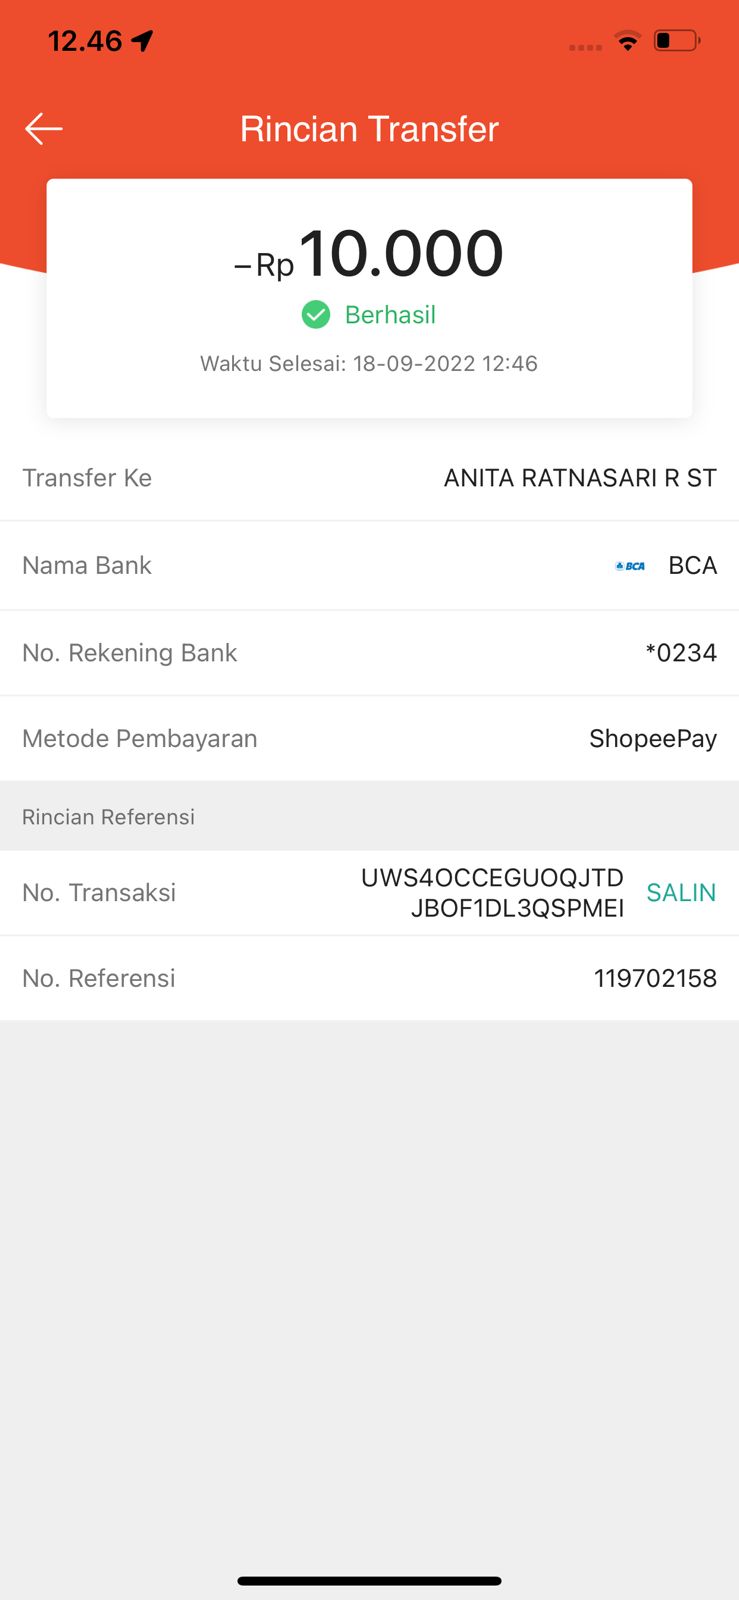 12.46
Rincian Transfer
–Rp10.000
Berhasil
Waktu Selesai: 18-09-2022 12:46
Transfer Ke ANITA RATNASARI R ST
Nama Bank BCA BCA
No. Rekening Bank *0234
Metode Pembayaran ShopeePay
Rincian Referensi
No. Transaksi UWS4OCCEGUOQJTD
JBOF1DL3QSPMEI SALIN
No. Referensi 119702158